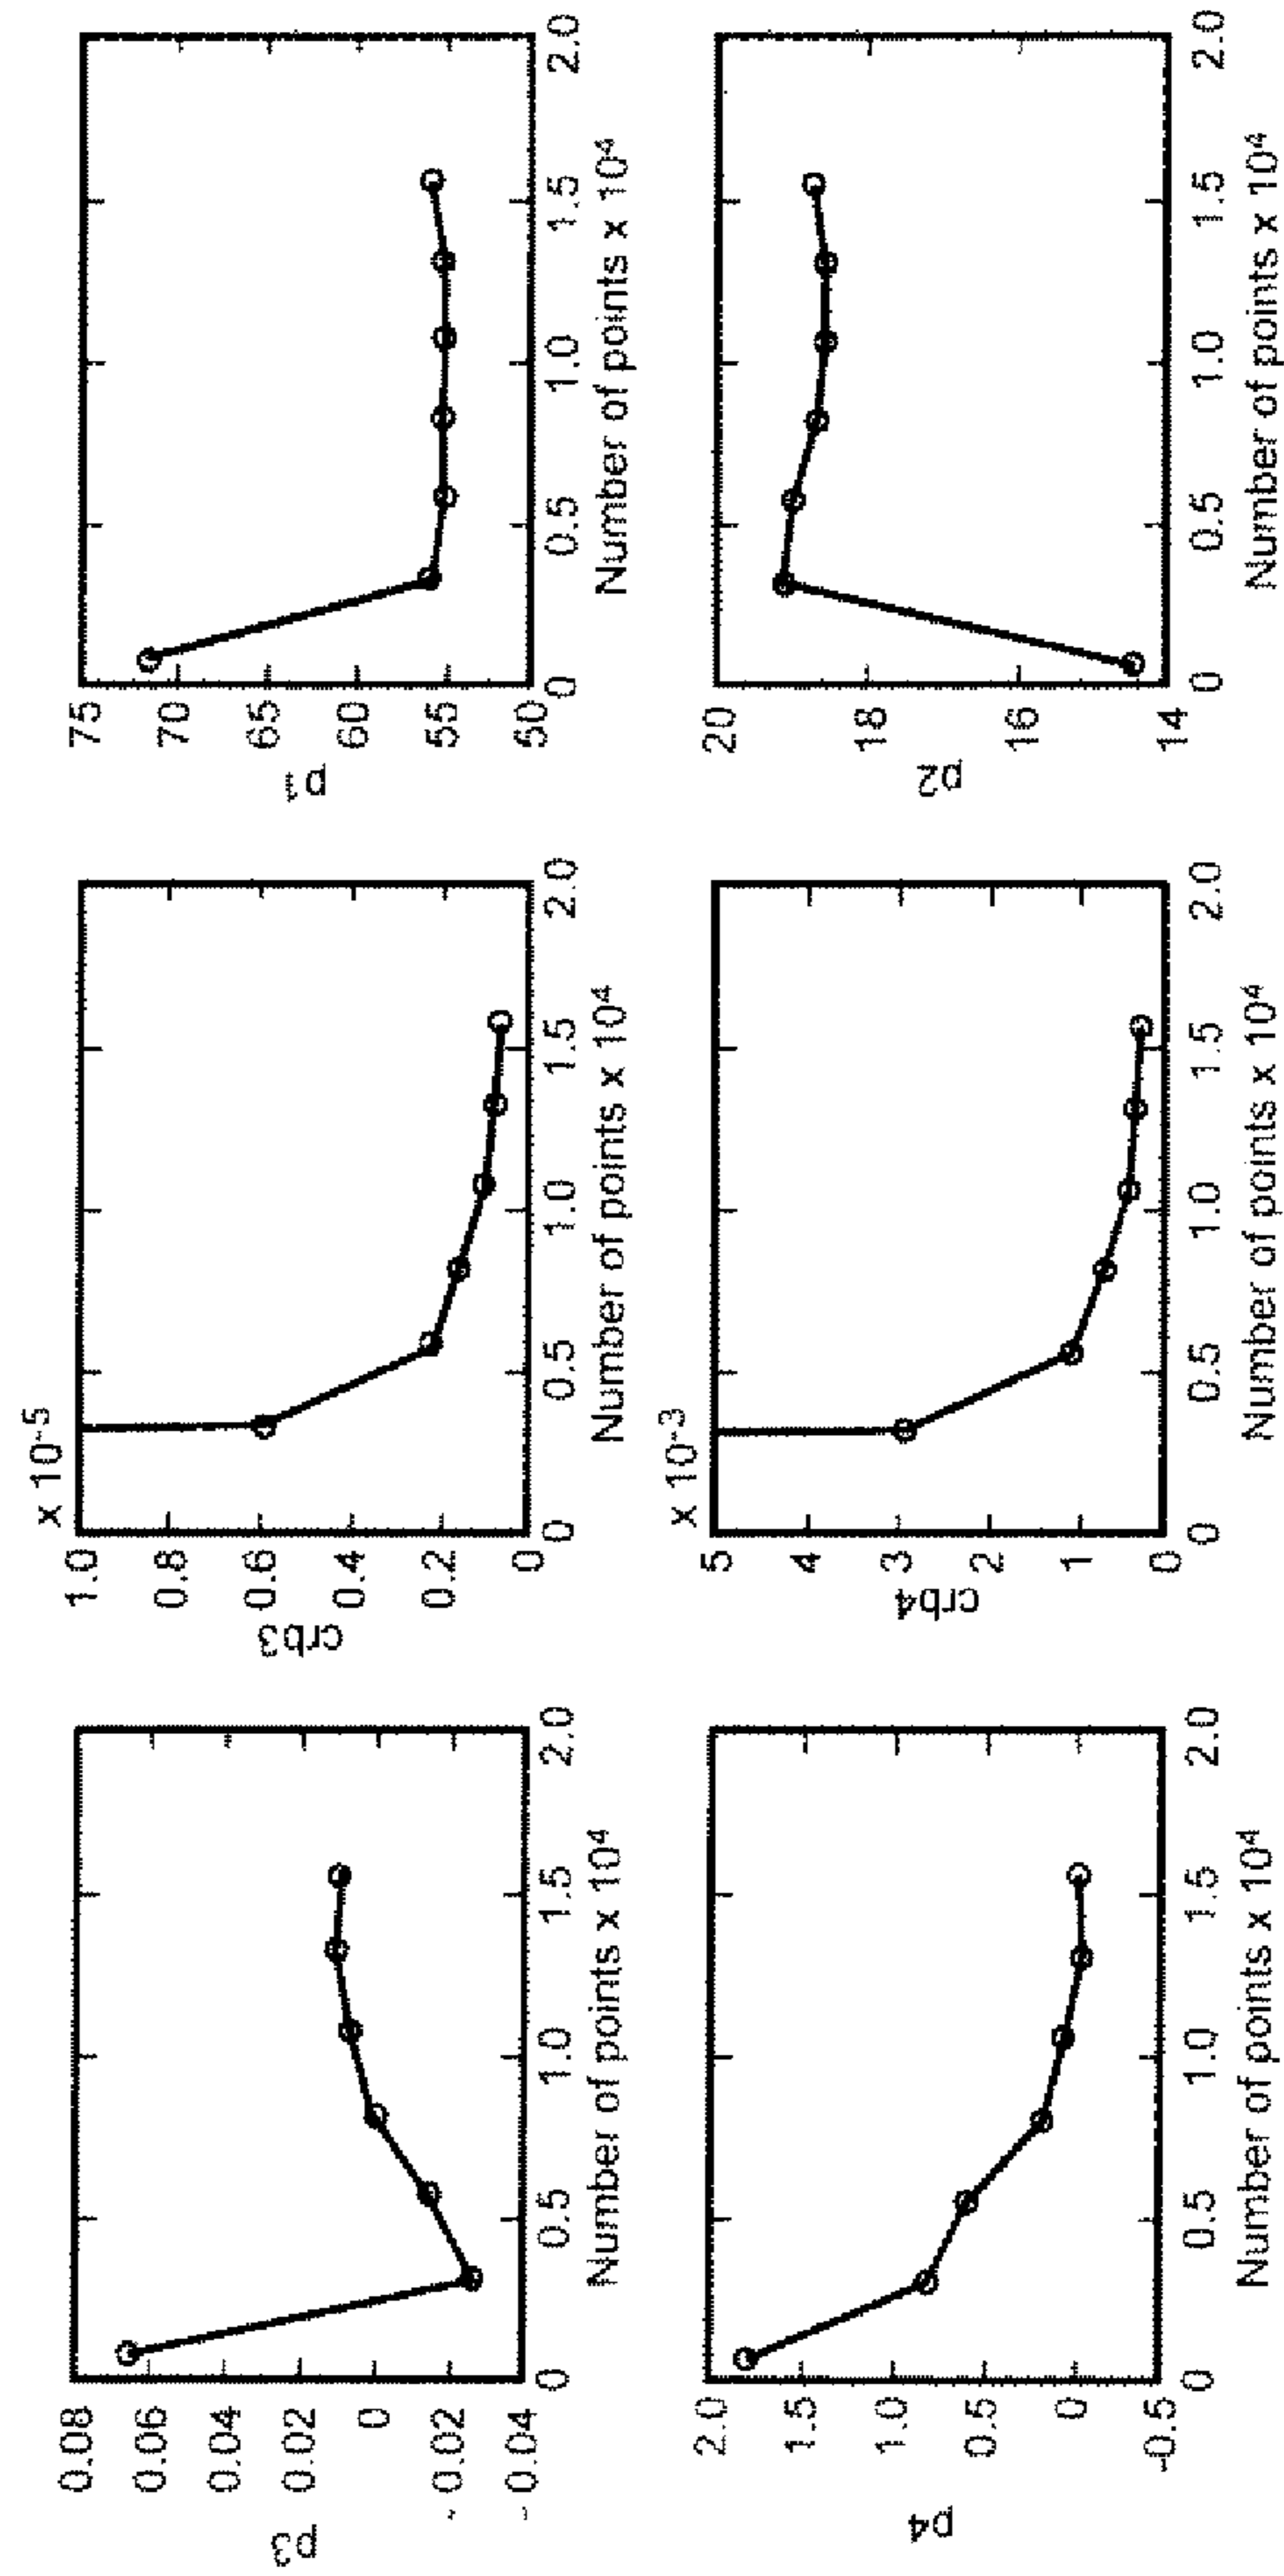 p3
0.08
0.06
0.04
0.02
0
- 0.02
- 0.04
0 0.5 1.0 1.5 2.0
Number of points x 10⁴
x 10⁻⁵
crb3
1.0
0.8
0.6
0.4
0.2
0
0 0.5 1.0 1.5 2.0
Number of points x 10⁴
p1
75
70
65
60
55
50
0 0.5 1.0 1.5 2.0
Number of points x 10⁴
p4
2.0
1.5
1.0
0.5
0
-0.5
0 0.5 1.0 1.5 2.0
Number of points x 10⁴
x 10⁻³
crb4
5
4
3
2
1
0
0 0.5 1.0 1.5 2.0
Number of points x 10⁴
p2
20
18
16
14
0 0.5 1.0 1.5 2.0
Number of points x 10⁴